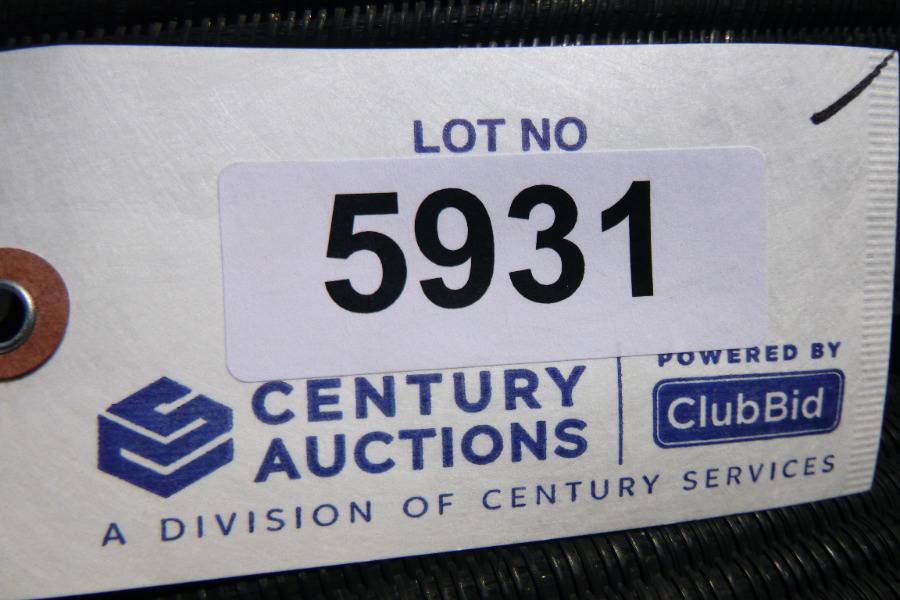 LOT NO
5931
CENTURY
AUCTIONS
POWERED BY
ClubBid
A DIVISION OF CENTURY SERVICES